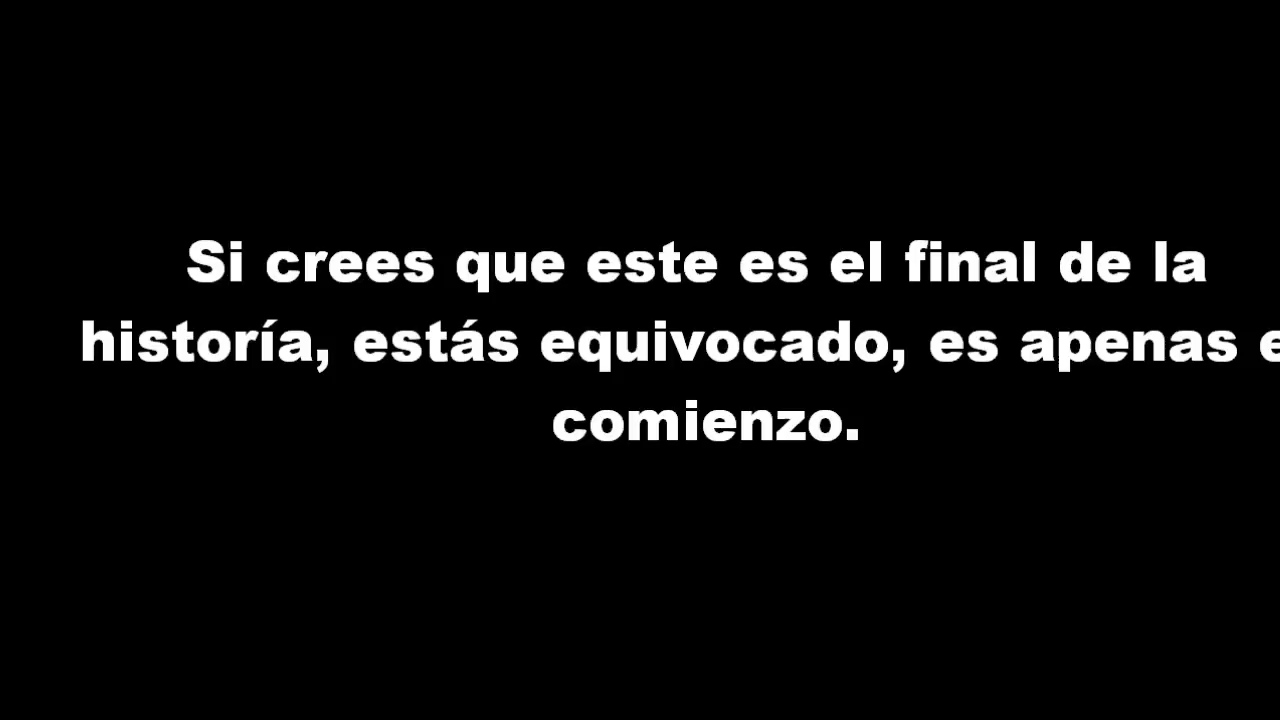 Si crees que este es el final de la
historía, estás equivocado, es apenas e
comienzo.